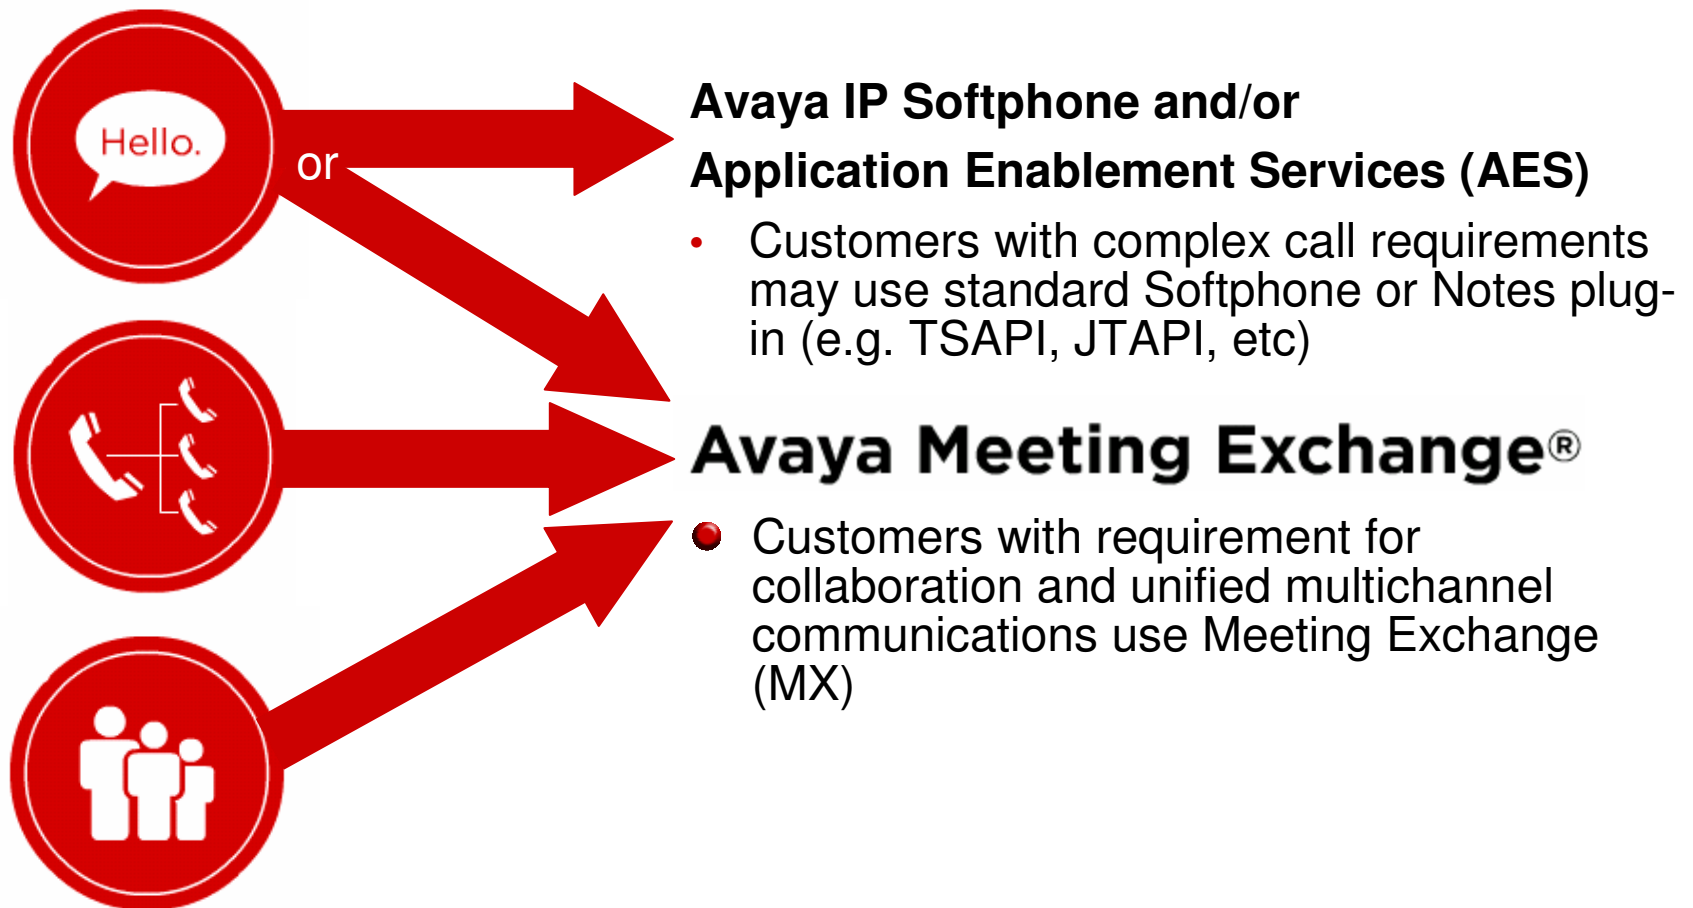 Hello.
or
Avaya IP Softphone and/or
Application Enablement Services (AES)
• Customers with complex call requirements
may use standard Softphone or Notes plug-
in (e.g. TSAPI, JTAPI, etc)
Avaya Meeting Exchange®
Customers with requirement for
collaboration and unified multichannel
communications use Meeting Exchange
(MX)